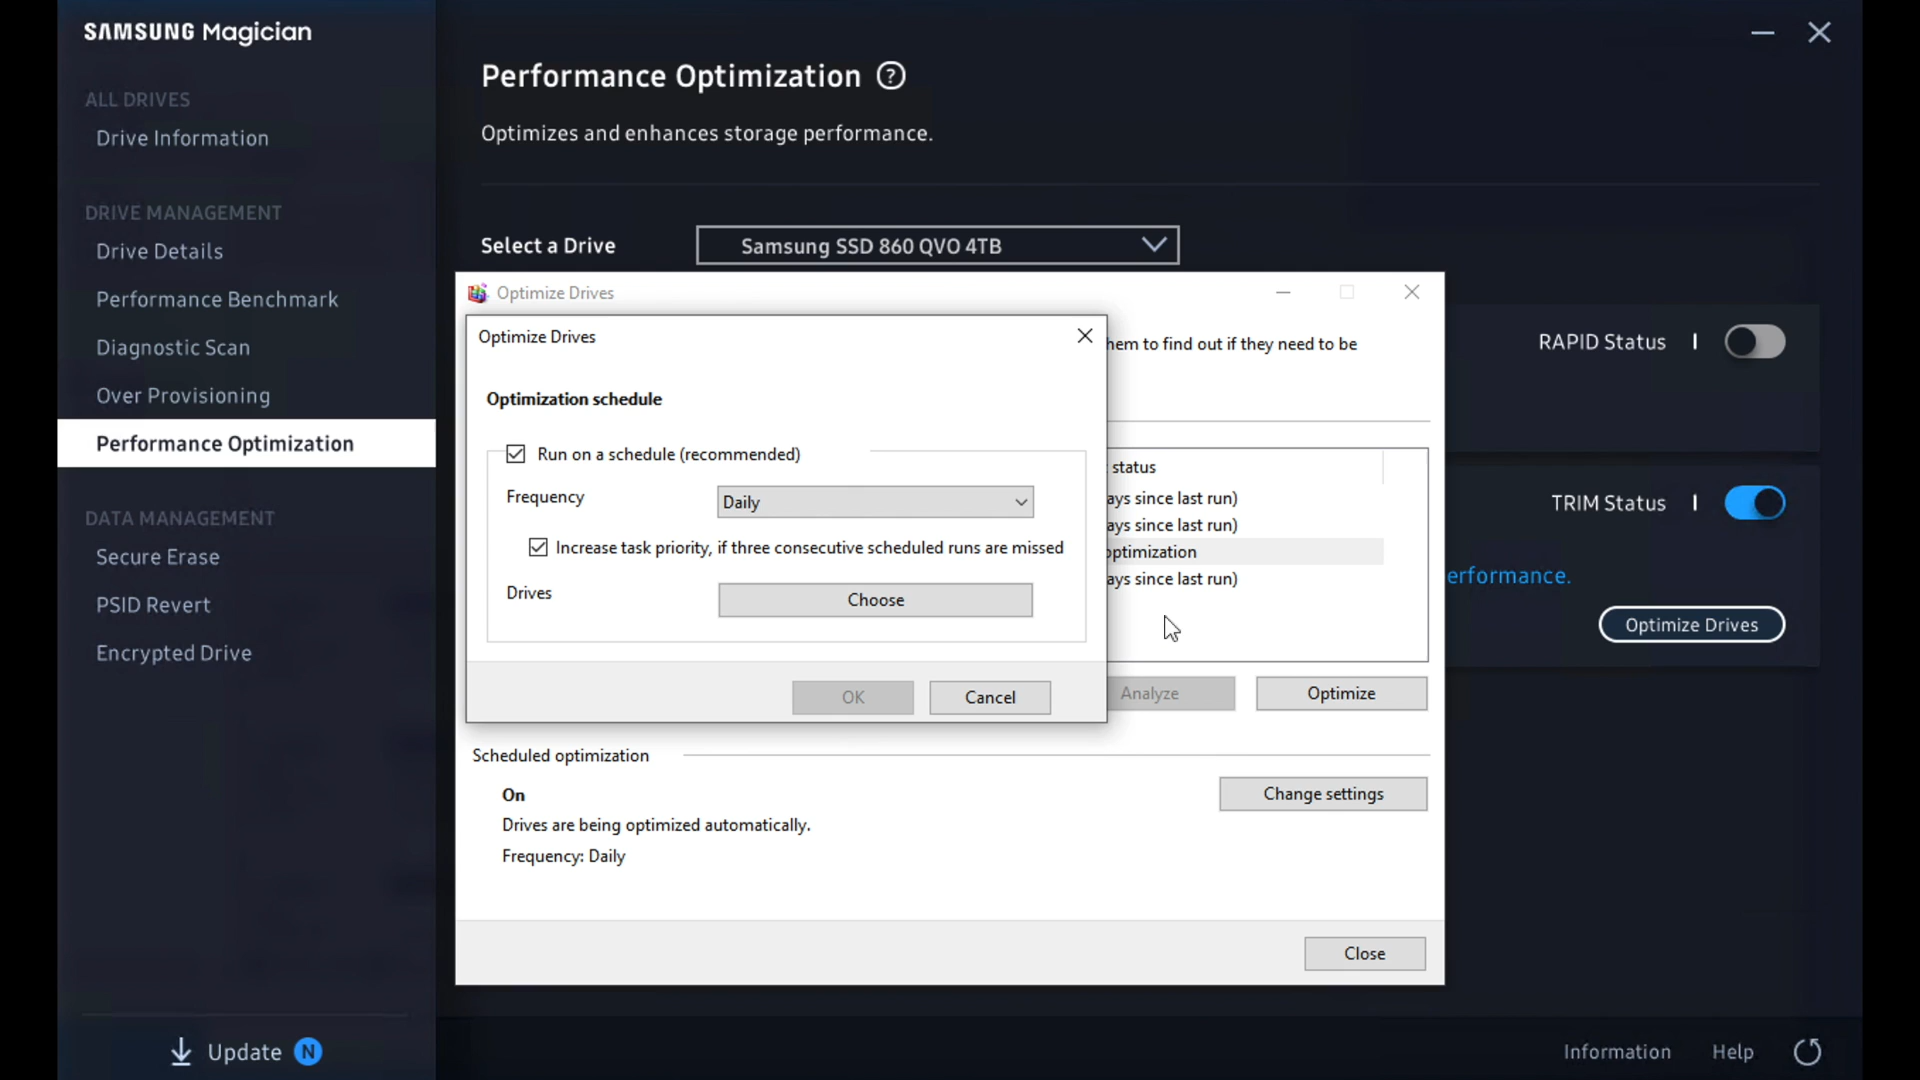 SAMSUNG Magician
ALL DRIVES
Drive Information
DRIVE MANAGEMENT
Drive Details
Performance Benchmark
Diagnostic Scan
Over Provisioning
Performance Optimization
DATA MANAGEMENT
Secure Erase
PSID Revert
Encrypted Drive
Update N
Performance Optimization ?
Optimizes and enhances storage performance.
Select a Drive
Samsung SSD 860 QVO 4TB
RAPID Status
TRIM Status
erformance.
Optimize Drives
Optimize Drives
hem to find out if they need to be
status
ays since last run)
ays since last run)
optimization
ays since last run)
Analyze
Optimize
Optimize Drives
Optimization schedule
Run on a schedule (recommended)
Frequency
Daily
Increase task priority, if three consecutive scheduled runs are missed
Drives
Choose
OK
Cancel
Scheduled optimization
On
Change settings
Drives are being optimized automatically.
Frequency: Daily
Close
Information
Help